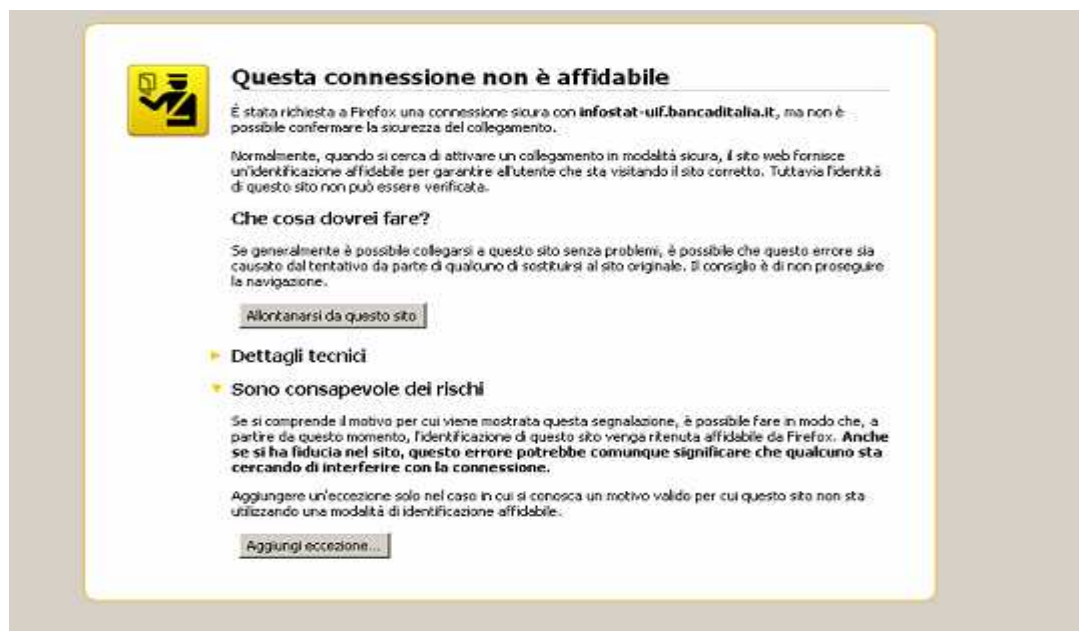 Questa connessione non è affidabile
È stata richiesta a Firefox una connessione sicura con infostat-uif.bancaditalia.it, ma non è
possibile confermare la sicurezza del collegamento.
Normalmente, quando si cerca di attivare un collegamento in modalità sicura, il sito web fornisce
un'identificazione affidabile per garantire all'utente che sta visitando il sito corretto. Tuttavia l'identità
di questo sito non può essere verificata.
Che cosa dovrei fare?
Se generalmente è possibile collegarsi a questo sito senza problemi, è possibile che questo errore sia
causato dal tentativo da parte di qualcuno di sostituirsi al sito originale. Il consiglio è di non proseguire
la navigazione.
Allontanarsi da questo sito
Dettagli tecnici
Sono consapevole dei rischi
Se si comprende il motivo per cui viene mostrata questa segnalazione, è possibile fare in modo che, a
partire da questo momento, l'identificazione di questo sito venga ritenuta affidabile da Firefox. Anche
se si ha fiducia nel sito, questo errore potrebbe comunque significare che qualcuno sta
cercando di interferire con la connessione.
Aggiungere un'eccezione solo nel caso in cui si conosca un motivo valido per cui questo sito non sta
utilizzando una modalità di identificazione affidabile.
Aggiungi eccezione...